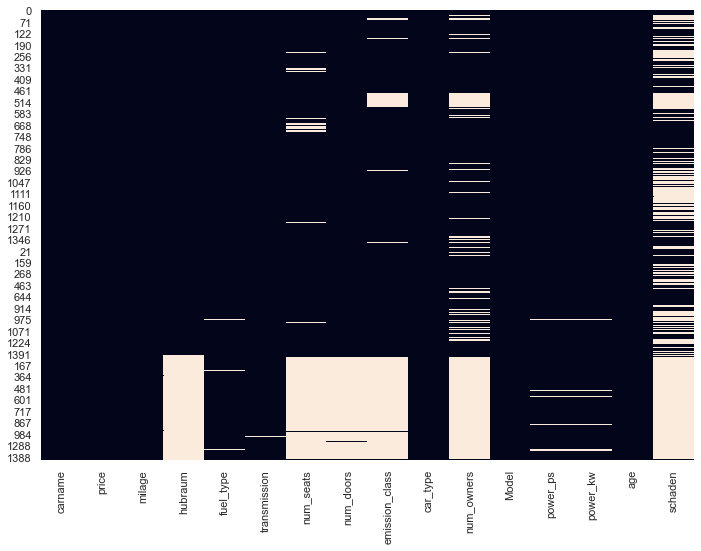 0
71
122
190
256
331
409
461
514
583
668
748
786
829
926
1047
1111
1160
1210
1271
1346
21
159
268
463
644
914
975
1071
1224
1391
167
364
481
601
717
867
984
1288
1388
carname
price
milage
hubraum
fuel_type
transmission
num_seats
num_doors
emission_class
car_type
num_owners
Model
power_ps
power_kw
age
schaden